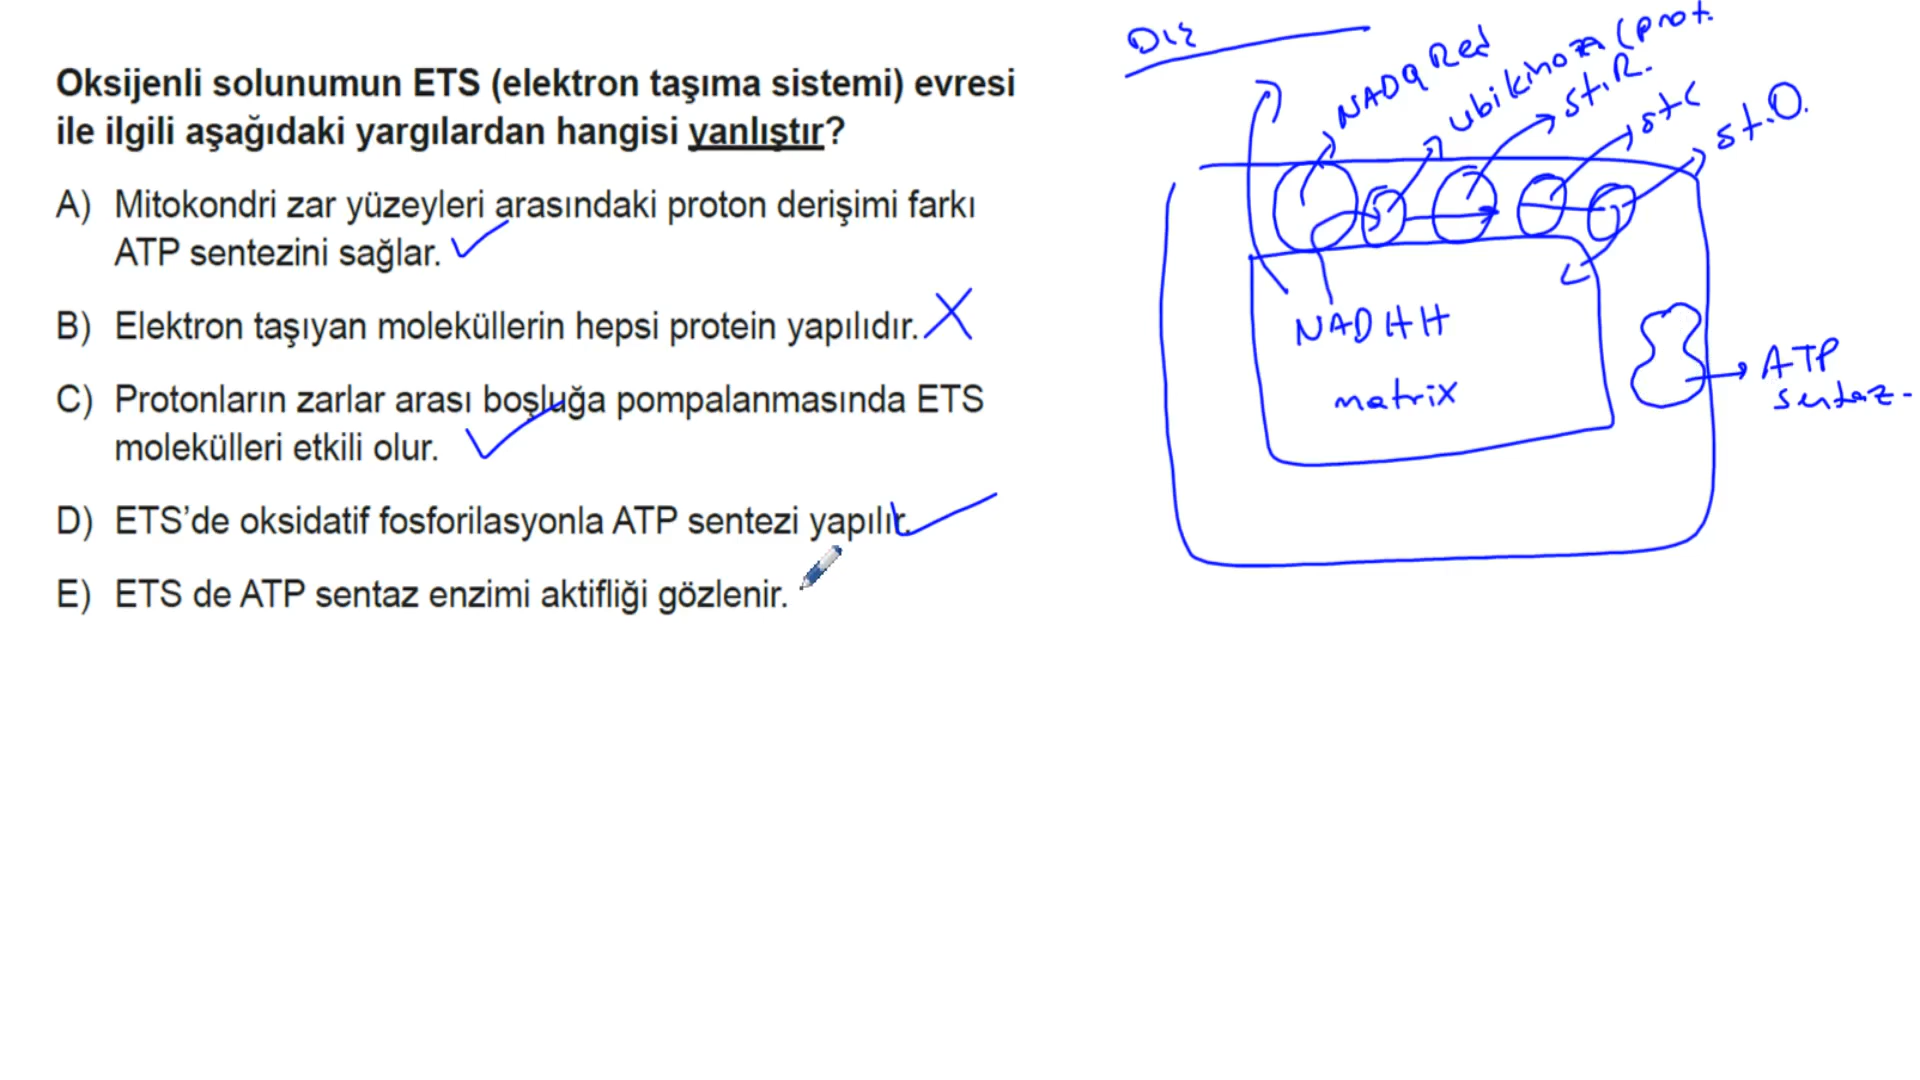 Oksijenli solunumun ETS (elektron taşıma sistemi) evresi
ile ilgili aşağıdaki yargılardan hangisi yanlıştır?
A) Mitokondri zar yüzeyleri arasındaki proton derişimi farkı
ATP sentezini sağlar.
B) Elektron taşıyan moleküllerin hepsi protein yapılıdır.
C) Protonların zarlar arası boşluğa pompalanmasında ETS
molekülleri etkili olur.
D) ETS’de oksidatif fosforilasyonla ATP sentezi yapılır.
E) ETS de ATP sentaz enzimi aktifliği gözlenir.
Dız
NADQ Red
ubikinon (prot.
st.R.
stc
st.O.
NADHH
matrix
ATP
sentaz.